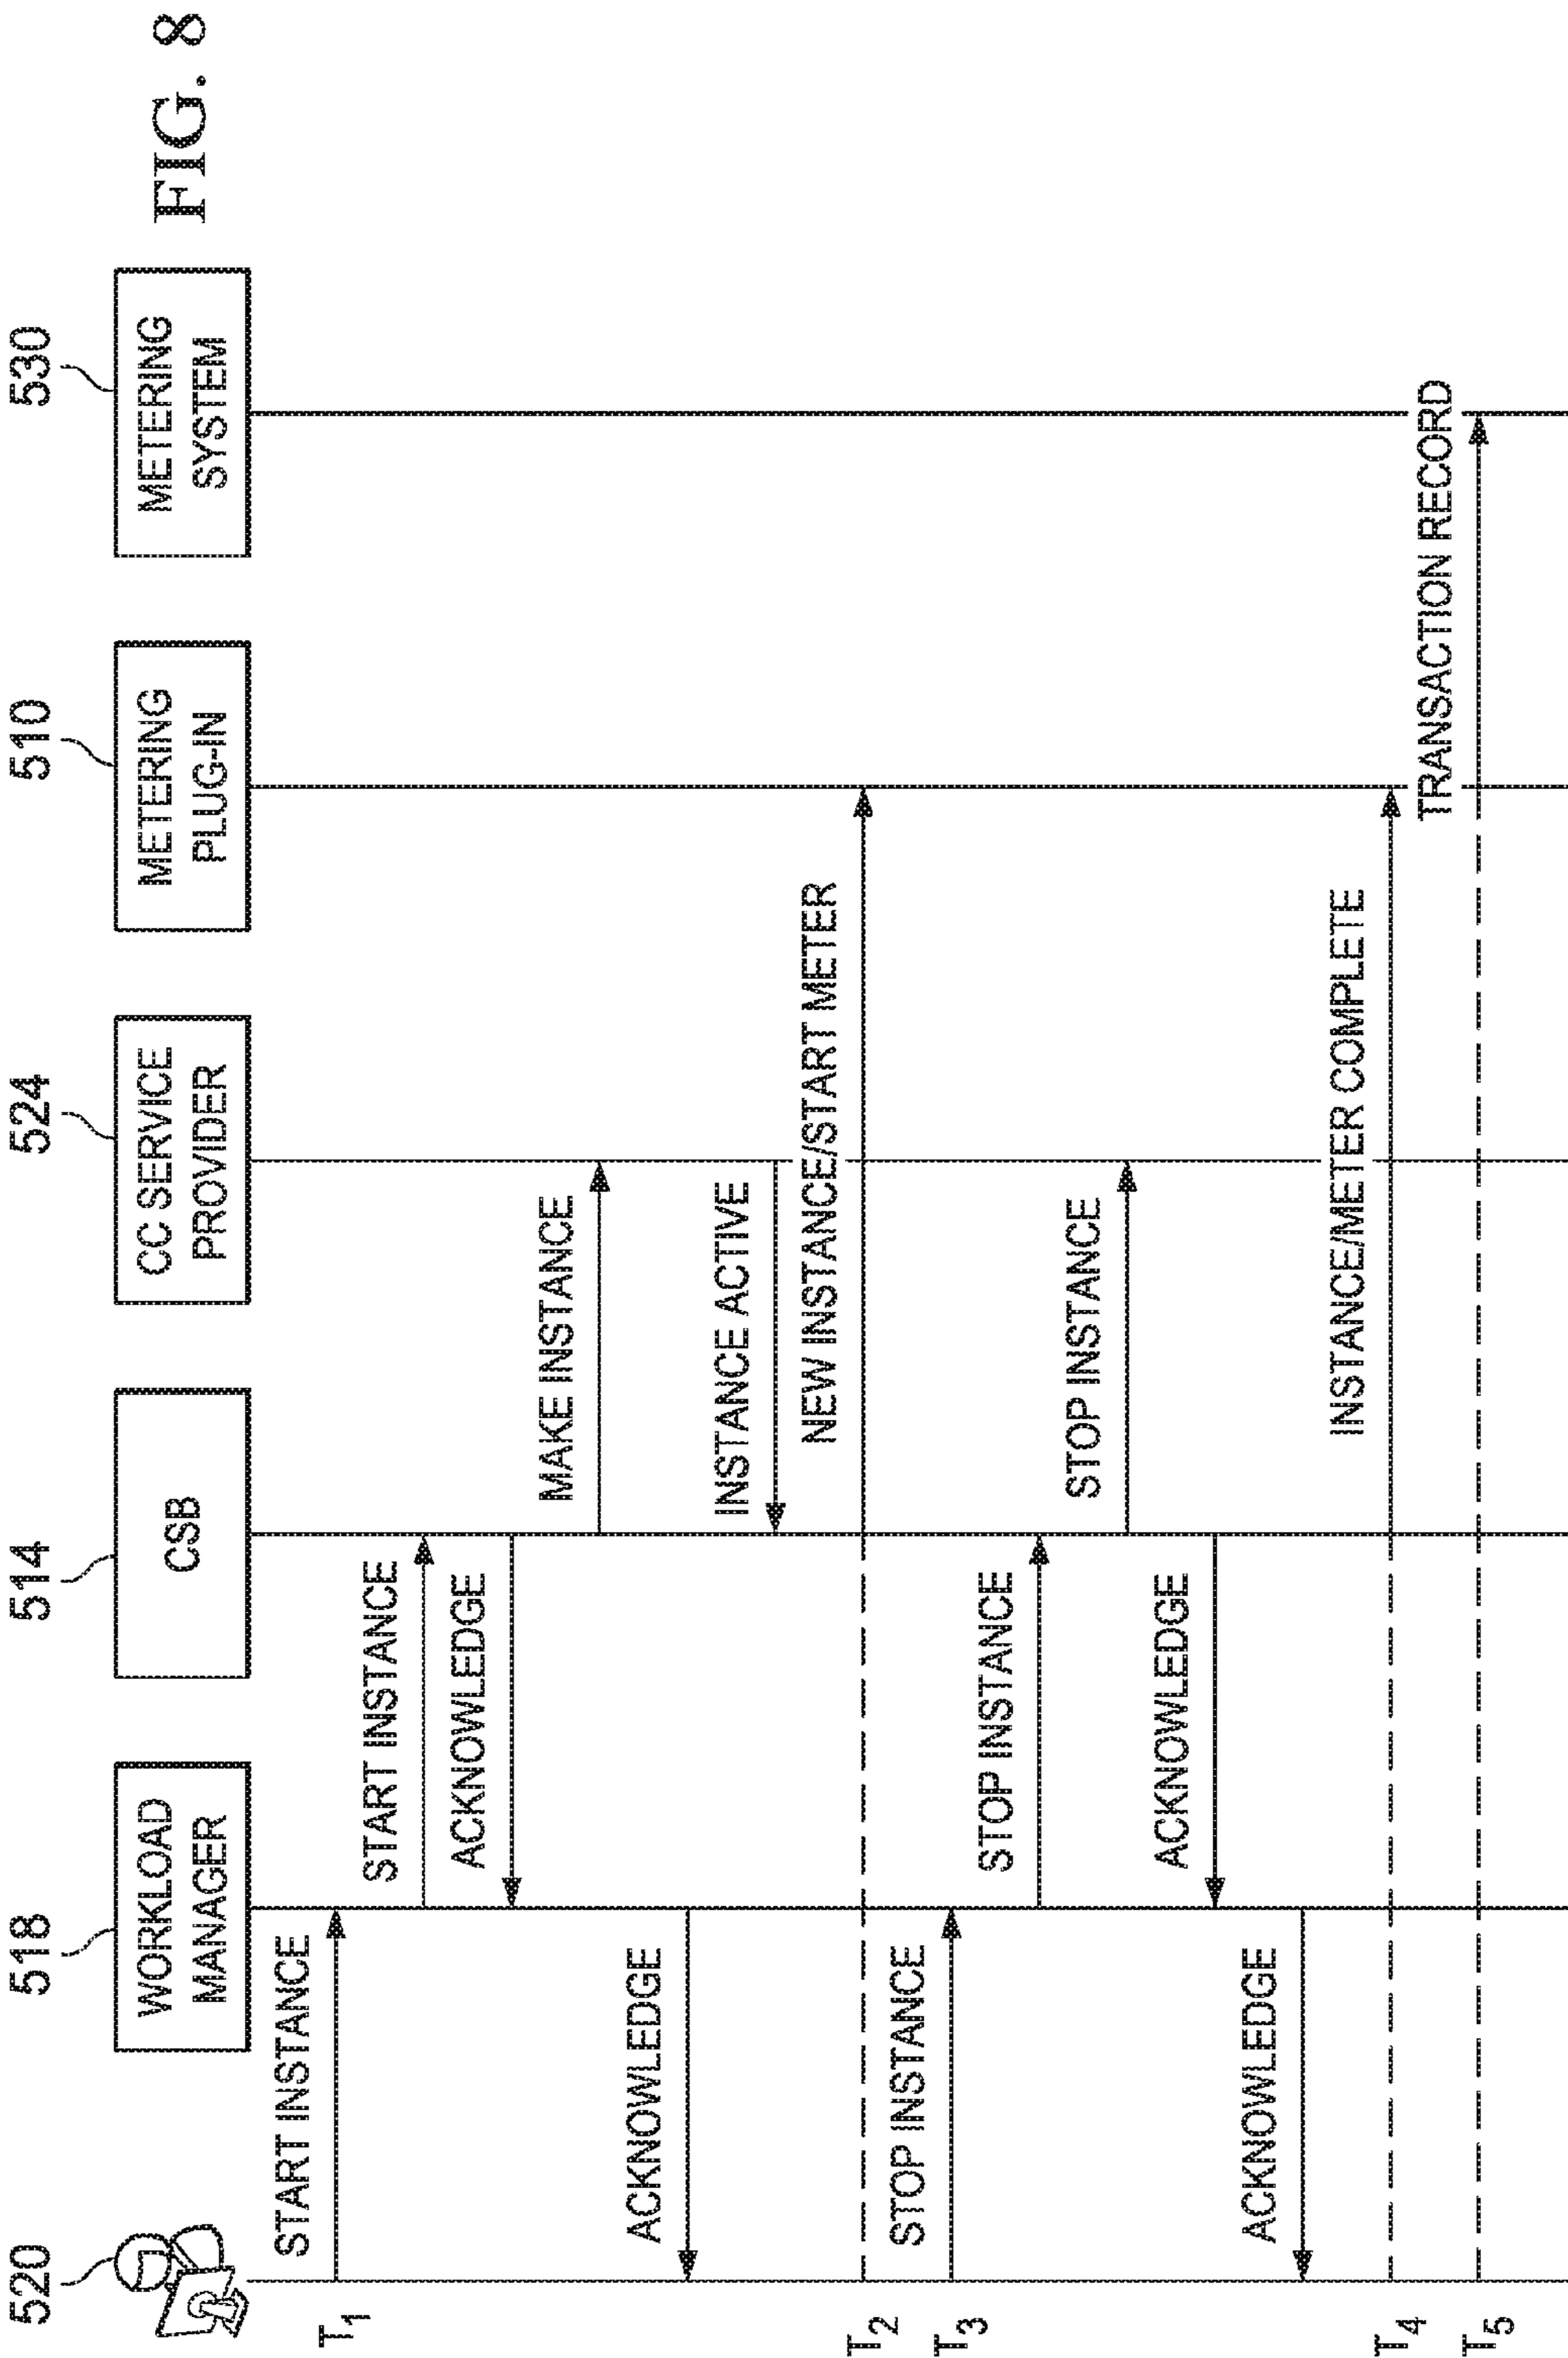 FIG. 8
520
518
514
524
510
530
WORKLOAD
MANAGER
CSB
CC SERVICE
PROVIDER
METERING
PLUG-IN
METERING
SYSTEM
T1
START INSTANCE
START INSTANCE
ACKNOWLEDGE
MAKE INSTANCE
ACKNOWLEDGE
INSTANCE ACTIVE
T2
NEW INSTANCE/START METER
T3
STOP INSTANCE
STOP INSTANCE
STOP INSTANCE
ACKNOWLEDGE
ACKNOWLEDGE
T4
INSTANCE/METER COMPLETE
T5
TRANSACTION RECORD